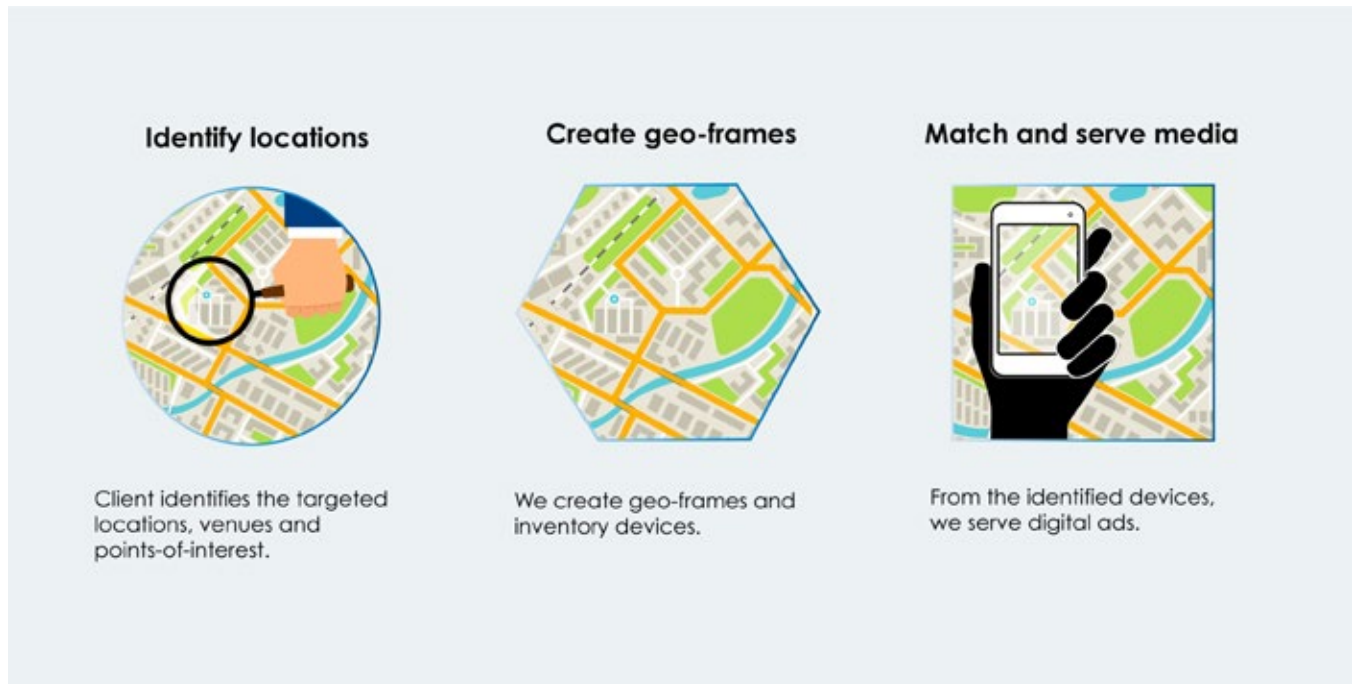 Identify locations
Create geo-frames
Match and serve media
Client identifies the targeted
locations, venues and
points-of-interest.
We create geo-frames and
inventory devices.
From the identified devices,
we serve digital ads.